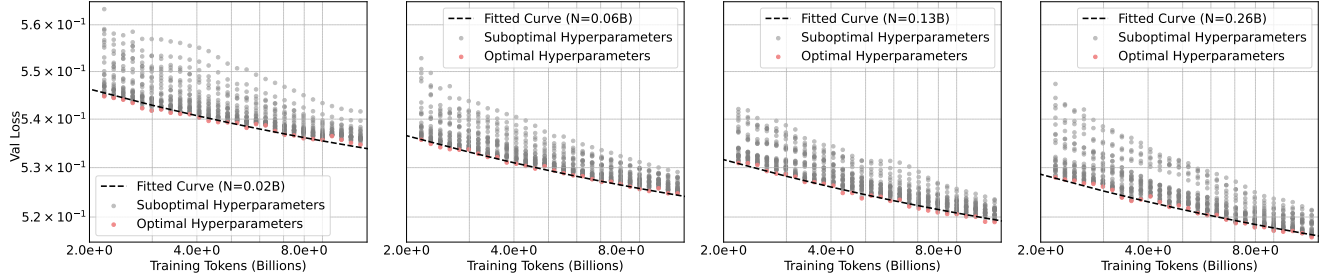 Val Loss
5.6 × 10⁻¹
5.5 × 10⁻¹
5.4 × 10⁻¹
5.3 × 10⁻¹
5.2 × 10⁻¹
Fitted Curve (N=0.02B)
Suboptimal Hyperparameters
Optimal Hyperparameters
2.0e+0
4.0e+0
8.0e+0
Training Tokens (Billions)
Fitted Curve (N=0.06B)
Suboptimal Hyperparameters
Optimal Hyperparameters
2.0e+0
4.0e+0
8.0e+0
Training Tokens (Billions)
Fitted Curve (N=0.13B)
Suboptimal Hyperparameters
Optimal Hyperparameters
2.0e+0
4.0e+0
8.0e+0
Training Tokens (Billions)
Fitted Curve (N=0.26B)
Suboptimal Hyperparameters
Optimal Hyperparameters
2.0e+0
4.0e+0
8.0e+0
Training Tokens (Billions)